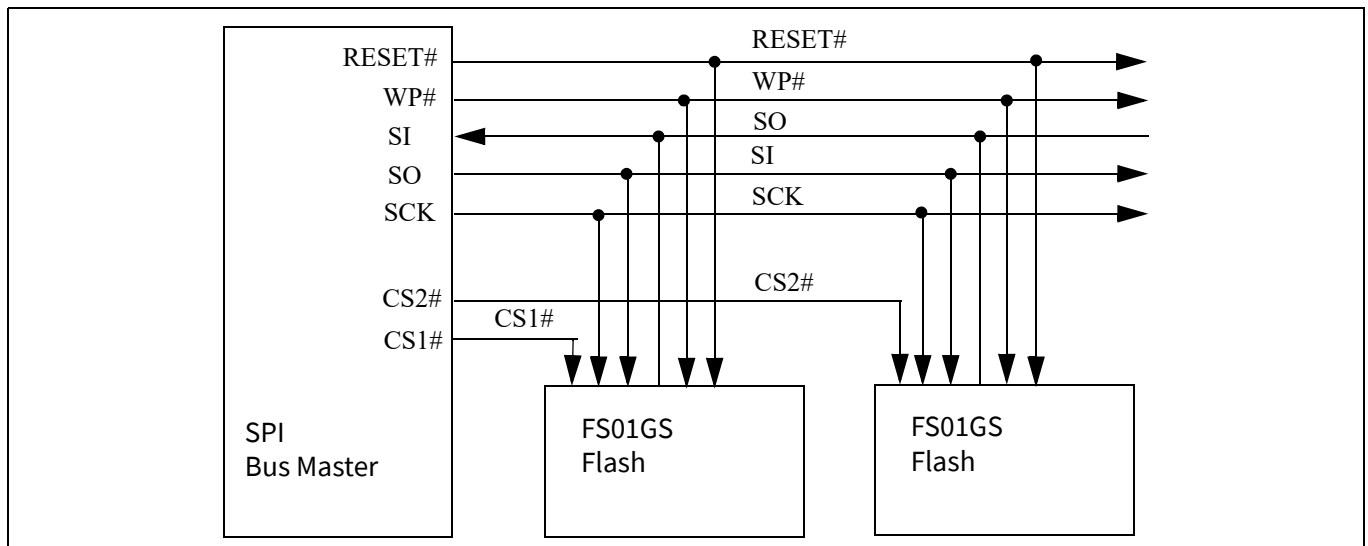 RESET#
RESET#
WP#
WP#
SI
SO
SO
SI
SCK
SCK
CS2#
CS2#
CS1#
CS1#
SPI
Bus Master
FS01GS
Flash
FS01GS
Flash